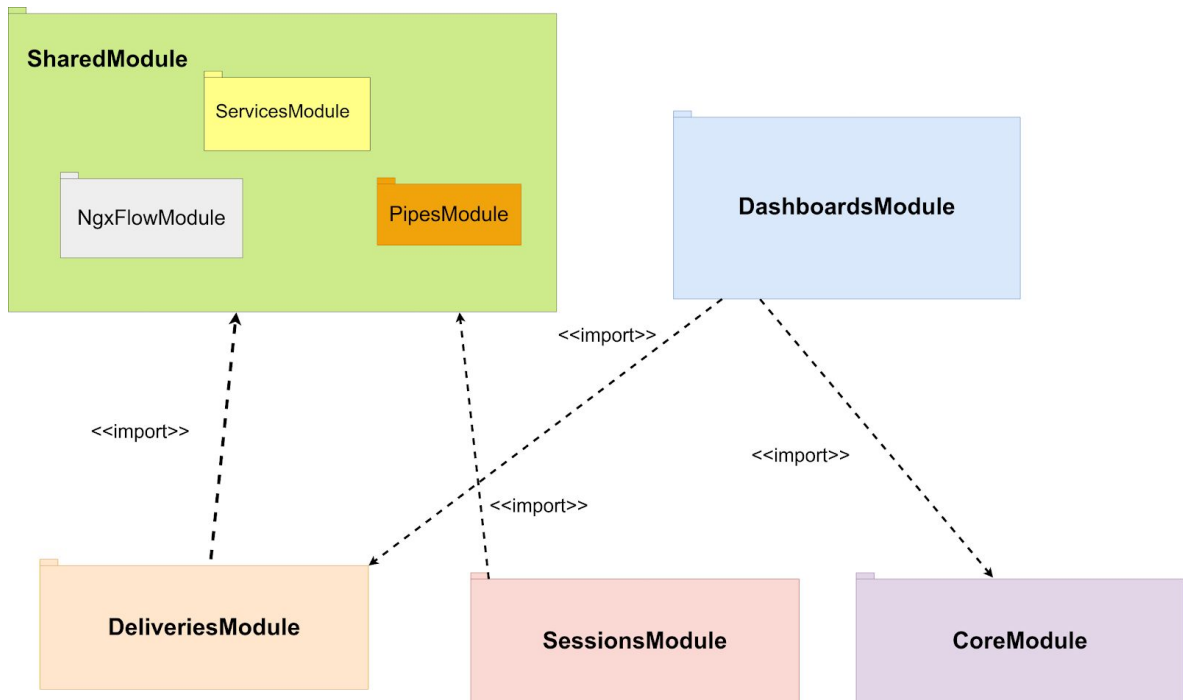 SharedModule
ServicesModule
NgxFlowModule
PipesModule
DashboardsModule
<<import>>
<<import>>
<<import>>
<<import>>
DeliveriesModule
SessionsModule
CoreModule